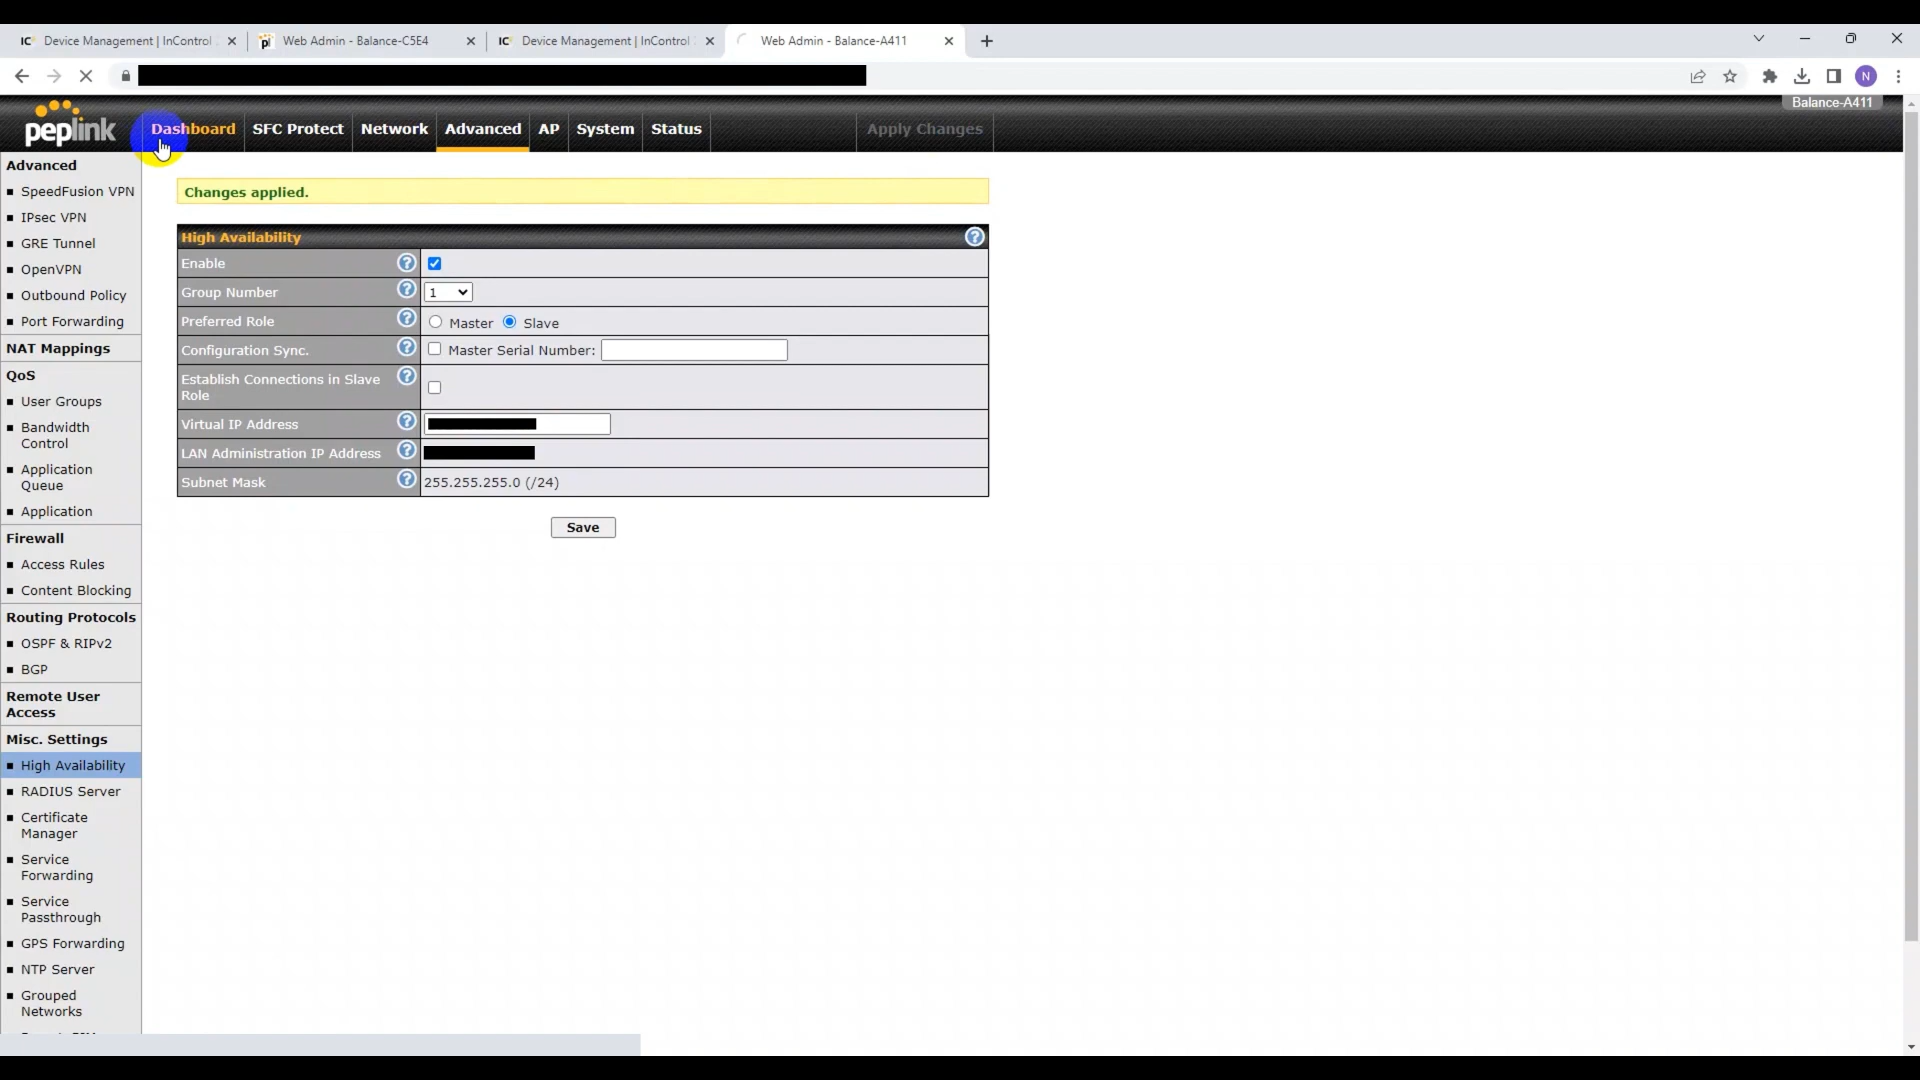 IC Device Management | InControl
pi Web Admin - Balance-C5E4
IC Device Management | InControl
Web Admin - Balance-A411
N
Balance-A411
peplink
Dashboard SFC Protect Network Advanced AP System Status Apply Changes
Advanced
SpeedFusion VPN
IPsec VPN
GRE Tunnel
OpenVPN
Outbound Policy
Port Forwarding
NAT Mappings
QoS
User Groups
Bandwidth
Control
Application
Queue
Application
Firewall
Access Rules
Content Blocking
Routing Protocols
OSPF & RIPv2
BGP
Remote User
Access
Misc. Settings
High Availability
RADIUS Server
Certificate
Manager
Service
Forwarding
Service
Passthrough
GPS Forwarding
NTP Server
Grouped
Networks
Changes applied.
High Availability ?
Enable ?
Group Number ? 1
Preferred Role ? Master Slave
Configuration Sync. ? Master Serial Number:
Establish Connections in Slave ?
Role
Virtual IP Address ?
LAN Administration IP Address ?
Subnet Mask ? 255.255.255.0 (/24)
Save